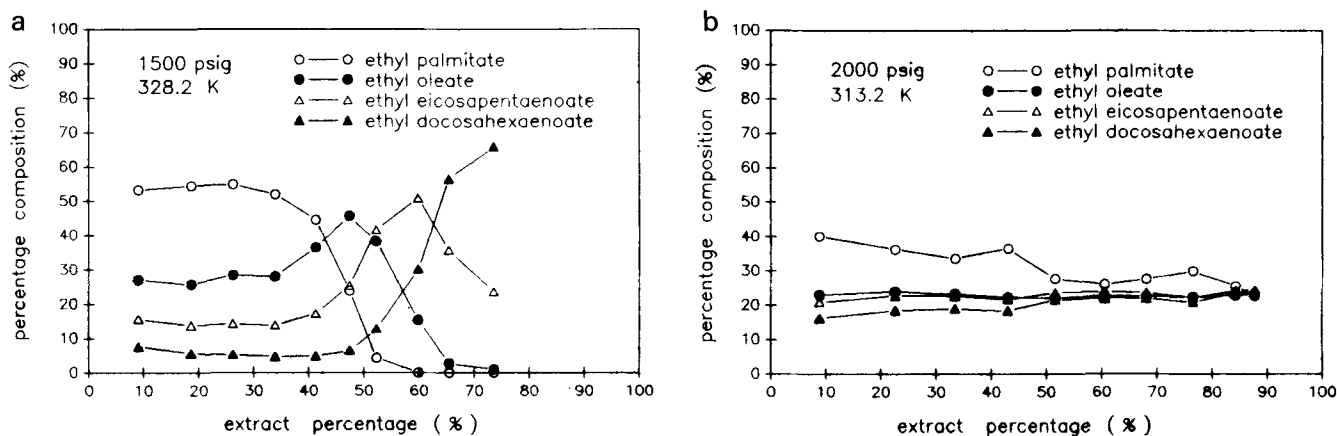 a
percentage composition (%)
100
90
80
70
60
50
40
30
20
10
0
1500 psig
328.2 K
ethyl palmitate
ethyl oleate
ethyl eicosapentaenoate
ethyl docosahexaenoate
0 10 20 30 40 50 60 70 80 90 100
extract percentage (%)
b
percentage composition (%)
100
90
80
70
60
50
40
30
20
10
0
2000 psig
313.2 K
ethyl palmitate
ethyl oleate
ethyl eicosapentaenoate
ethyl docosahexaenoate
0 10 20 30 40 50 60 70 80 90 100
extract percentage (%)